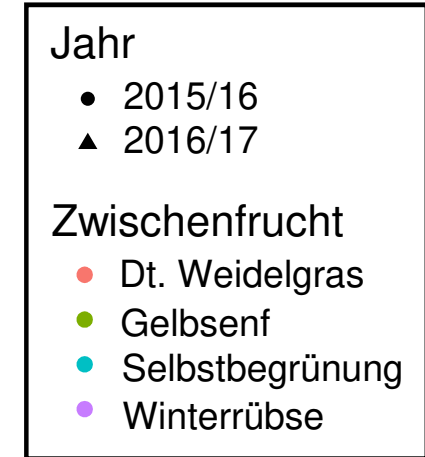 Jahr
2015/16
2016/17
Zwischenfrucht
Dt. Weidelgras
Gelbsenf
Selbstbegrünung
Winterrübse